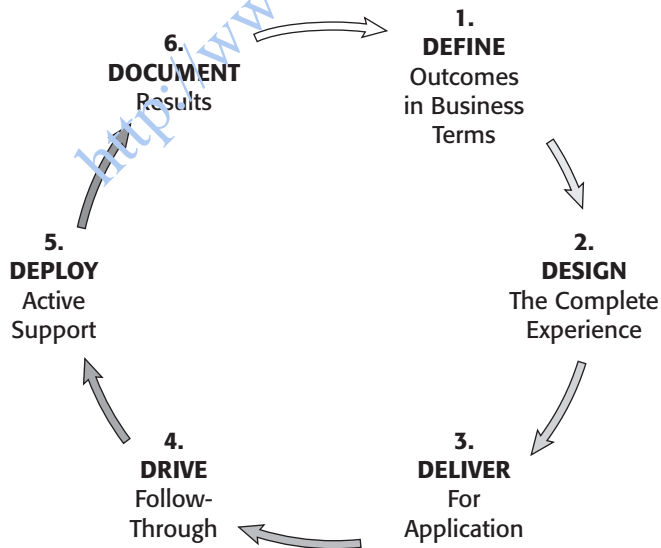 1.
DEFINE
Outcomes
in Business
Terms
2.
DESIGN
The Complete
Experience
3.
DELIVER
For
Application
4.
DRIVE
Follow-
Through
5.
DEPLOY
Active
Support
6.
DOCUMENT
Results
http://ww